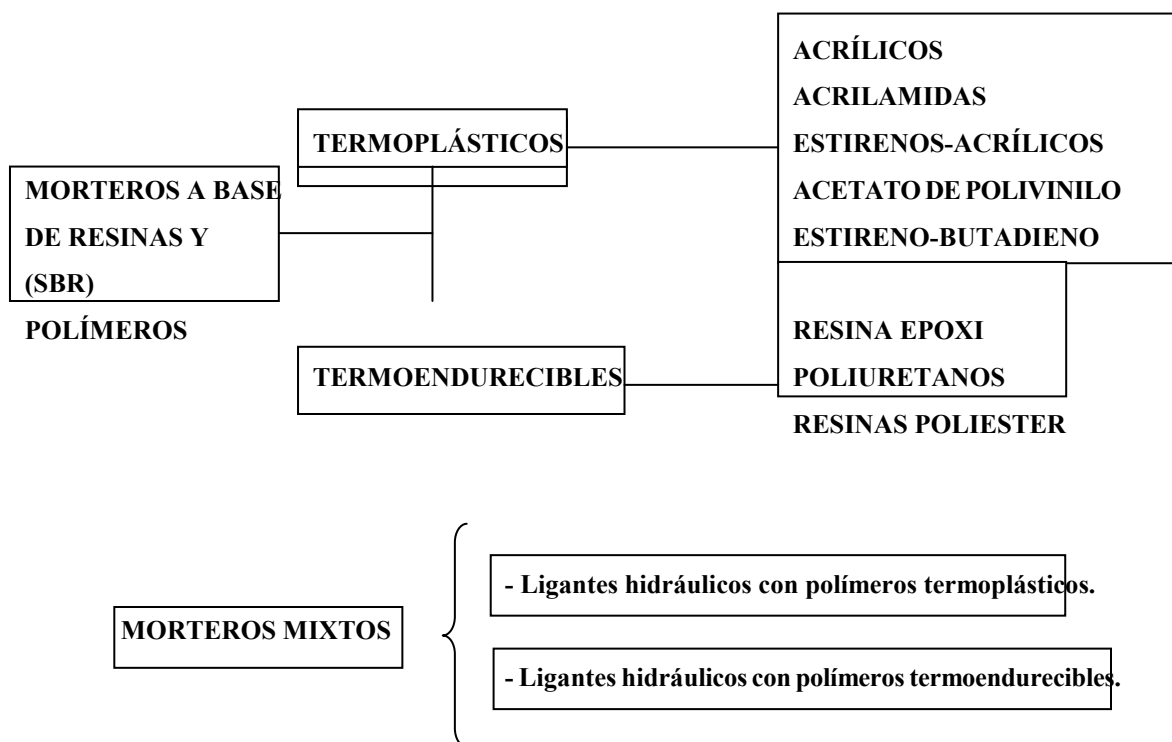 ACRÍLICOS
ACRILAMIDAS
TERMOPLÁSTICOS
ESTIRENOS-ACRÍLICOS
MORTEROS A BASE
ACETATO DE POLIVINILO
DE RESINAS Y
ESTIRENO-BUTADIENO
(SBR)
POLÍMEROS
RESINA EPOXI
TERMOENDURECIBLES
POLIURETANOS
RESINAS POLIESTER
- Ligantes hidráulicos con polímeros termoplásticos.
MORTEROS MIXTOS
- Ligantes hidráulicos con polímeros termoendurecibles.